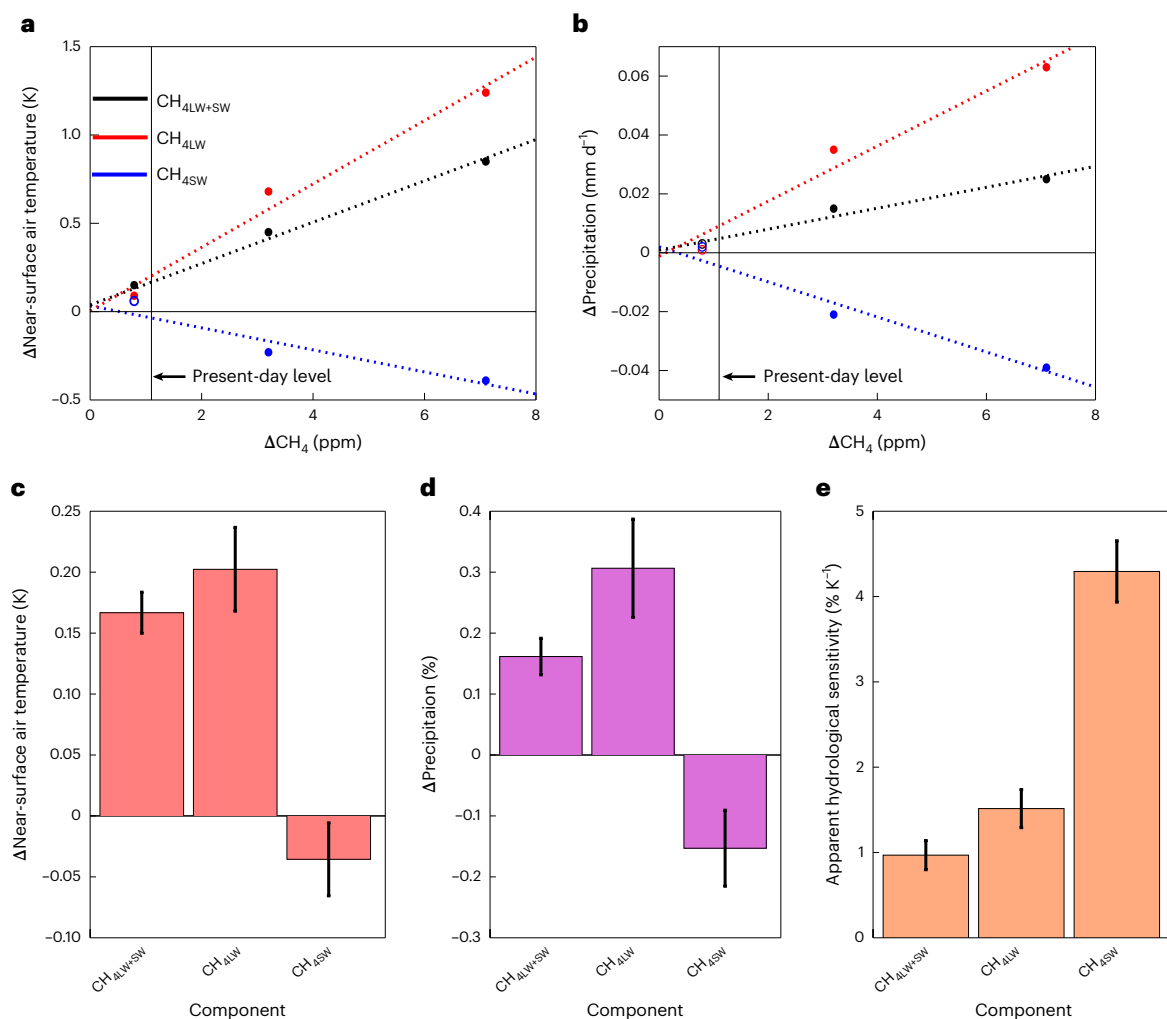 a
ΔNear-surface air temperature (K)
1.5
1.0
0.5
0
−0.5
CH4LW+SW
CH4LW
CH4SW
Present-day level
0 2 4 6 8
ΔCH4 (ppm)
b
ΔPrecipitation (mm d−1)
0.06
0.04
0.02
0
−0.02
−0.04
Present-day level
0 2 4 6 8
ΔCH4 (ppm)
c
ΔNear-surface air temperature (K)
0.25
0.20
0.15
0.10
0.05
0
−0.05
−0.10
CH4LW+SW CH4LW CH4SW
Component
d
ΔPrecipitaion (%)
0.4
0.3
0.2
0.1
0
−0.1
−0.2
−0.3
CH4LW+SW CH4LW CH4SW
Component
e
Apparent hydrological sensitivity (% K−1)
5
4
3
2
1
0
CH4LW+SW CH4LW CH4SW
Component